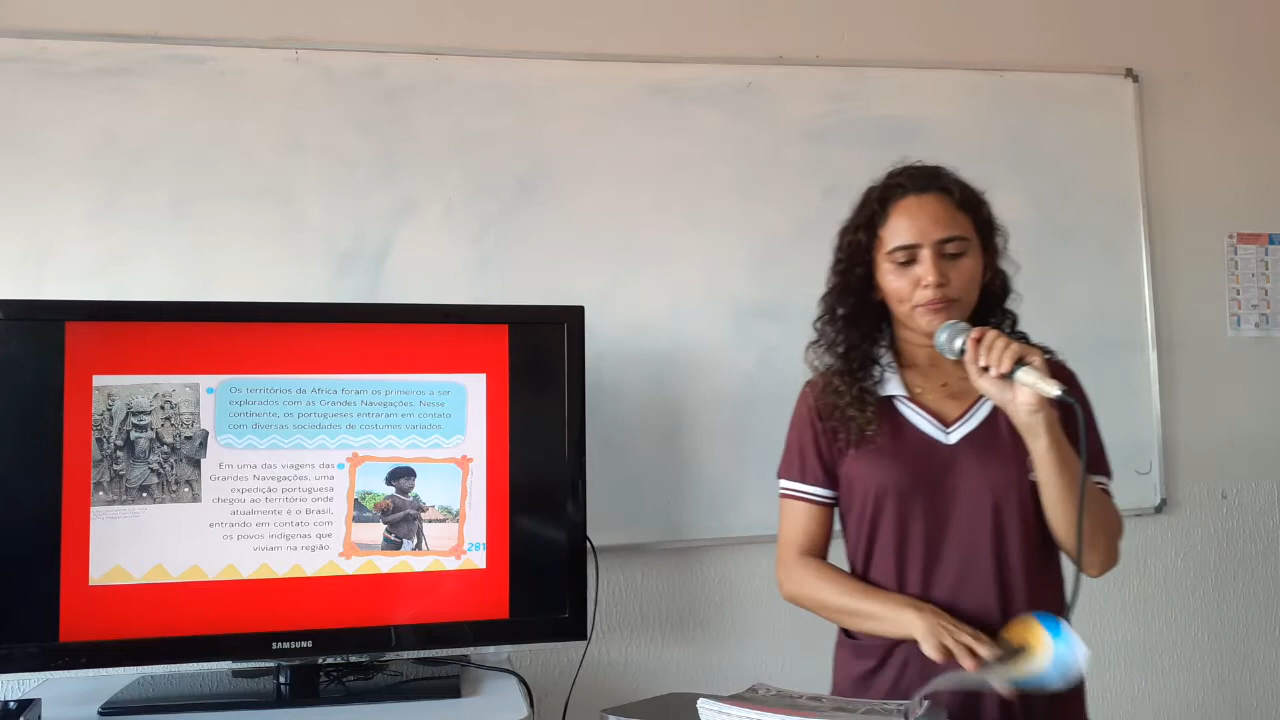 Os territórios da África foram os primeiros a ser
explorados com as Grandes Navegações. Nesse
continente, os portugueses entraram em contato
com diversas sociedades de costumes variados.
Em uma das viagens das
Grandes Navegações, uma
expedição portuguesa
chegou ao território onde
atualmente é o Brasil,
entrando em contato com
os povos indígenas que
viviam na região.
281
SAMSUNG